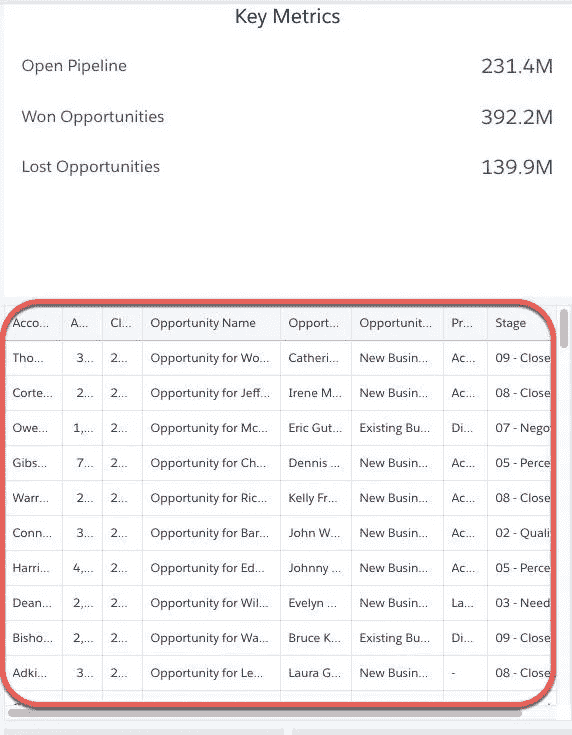 Key Metrics
Open Pipeline 231.4M
Won Opportunities 392.2M
Lost Opportunities 139.9M
Acco... A... Cl... Opportunity Name Opport... Opportunit... Pr... Stage
Tho... 3... 2... Opportunity for Wo... Catheri... New Busin... Ac... 09 - Close
Corte... 2... 2... Opportunity for Jeff... Irene M... New Busin... Ac... 08 - Close
Owe... 1,... 2... Opportunity for Mc... Eric Gut... Existing Bu... Di... 07 - Nego
Gibs... 7... 2... Opportunity for Ch... Dennis ... New Busin... Ac... 05 - Perce
Warr... 2... 2... Opportunity for Ric... Kelly Fr... New Busin... Ac... 08 - Close
Conn... 3... 2... Opportunity for Bar... John W... New Busin... Ac... 02 - Quali
Harri... 4,... 2... Opportunity for Ed... Johnny ... New Busin... Ac... 05 - Perce
Dean... 2,... 2... Opportunity for Wil... Evelyn ... New Busin... La... 03 - Need
Bisho... 2,... 2... Opportunity for Wa... Bruce K... Existing Bu... Di... 09 - Close
Adki... 3... 2... Opportunity for Le... Laura G... New Busin... - 08 - Close